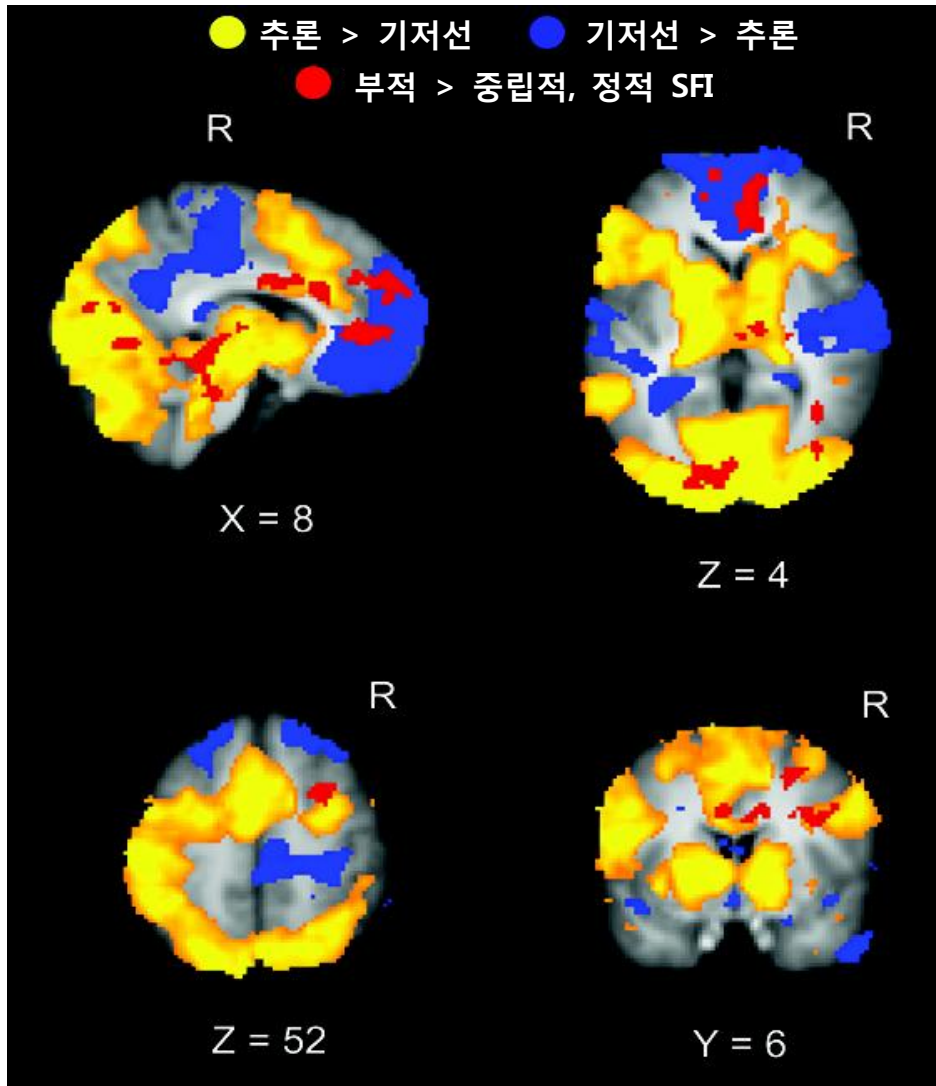 추론 > 기저선 기저선 > 추론
부적 > 중립적, 정적 SFI
R
R
X = 8
Z = 4
R
R
Z = 52
Y = 6